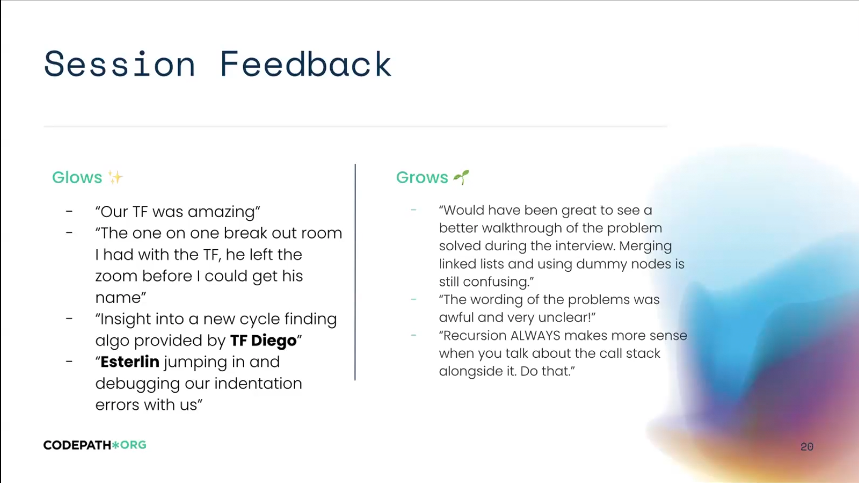 Session Feedback
Glows ✨
- “Our TF was amazing”
- “The one on one break out room
I had with the TF, he left the
zoom before I could get his
name”
- “Insight into a new cycle finding
algo provided by TF Diego”
- “Esterlin jumping in and
debugging our indentation
errors with us”
Grows 🌱
- “Would have been great to see a
better walkthrough of the problem
solved during the interview. Merging
linked lists and using dummy nodes is
still confusing.”
- “The wording of the problems was
awful and very unclear!”
- “Recursion ALWAYS makes more sense
when you talk about the call stack
alongside it. Do that.”
CODEPATH*ORG
20